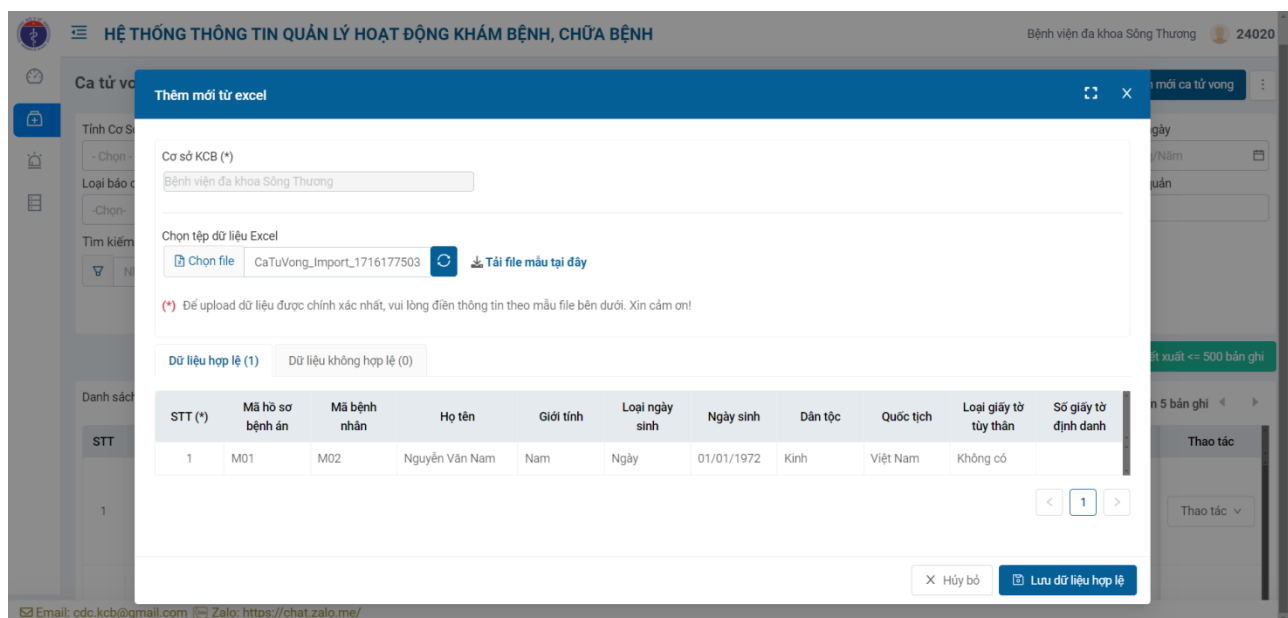 HỆ THỐNG THÔNG TIN QUẢN LÝ HOẠT ĐỘNG KHÁM BỆNH, CHỮA BỆNH
Bệnh viện đa khoa Sông Thương 24020
Ca tử vo
mới ca tử vong
Thêm mới từ excel
Tỉnh Cơ S
gày
- Chọn -
/Năm
Cơ sở KCB (*)
Bệnh viện đa khoa Sông Thương
Loại báo c
quán
-Chọn-
Chọn tệp dữ liệu Excel
Tìm kiếm
Chọn file CaTuVong_Import_1716177503 Tải file mẫu tại đây
(*) Để upload dữ liệu được chính xác nhất, vui lòng điền thông tin theo mẫu file bên dưới. Xin cảm ơn!
Dữ liệu hợp lệ (1) Dữ liệu không hợp lệ (0)
ết xuất <= 500 bản ghi
Danh sách
n 5 bản ghi
STT (*) Mã hồ sơ bệnh án Mã bệnh nhân Họ tên Giới tính Loại ngày sinh Ngày sinh Dân tộc Quốc tịch Loại giấy tờ tùy thân Số giấy tờ định danh
STT
Thao tác
1 M01 M02 Nguyễn Văn Nam Nam Ngày 01/01/1972 Kinh Việt Nam Không có
1
1
Thao tác
Hủy bỏ Lưu dữ liệu hợp lệ
Email: cdc.kcb@gmail.com Zalo: https://chat.zalo.me/